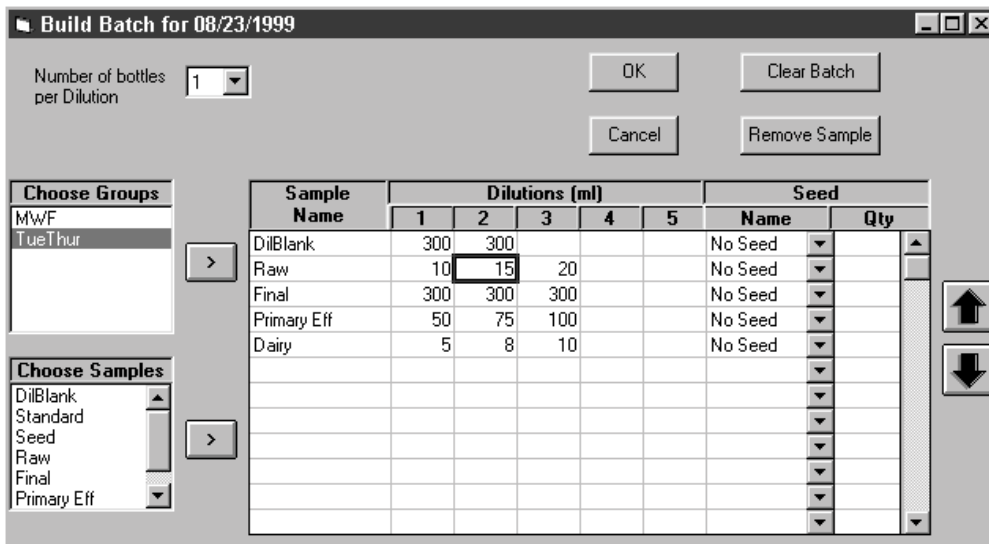 Build Batch for 08/23/1999
Number of bottles
per Dilution
1
OK
Clear Batch
Cancel
Remove Sample
Choose Groups
MWF
TueThur
>
Choose Samples
DilBlank
Standard
Seed
Raw
Final
Primary Eff
>
Sample Name Dilutions (ml) Seed
1 2 3 4 5 Name Qty
DilBlank 300 300 No Seed
Raw 10 15 20 No Seed
Final 300 300 300 No Seed
Primary Eff 50 75 100 No Seed
Dairy 5 8 10 No Seed